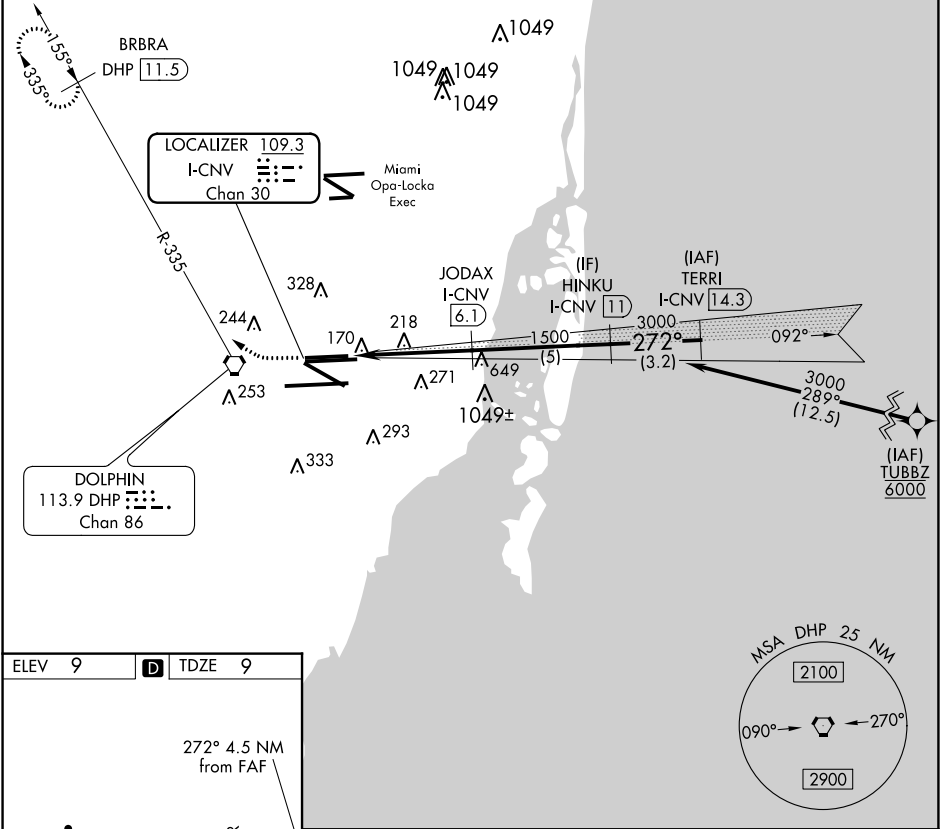 1049
1049
1049
1049
BRBRA
DHP 11.5
155°
335°
LOCALIZER 109.3
I-CNV
Chan 30
Miami
Opa-Locka
Exec
R-335
328
244
170
218
253
271
649
1049±
293
333
JODAX
I-CNV
6.1
(IF)
HINKU
I-CNV 11
(IAF)
TERRI
I-CNV 14.3
1500
(5)
3000
272°
(3.2)
092°
3000
289°
(12.5)
(IAF)
TUBBZ
6000
DOLPHIN
113.9 DHP
Chan 86
MSA DHP 25 NM
2100
090°
270°
2900
ELEV 9
D
TDZE 9
272° 4.5 NM
from FAF